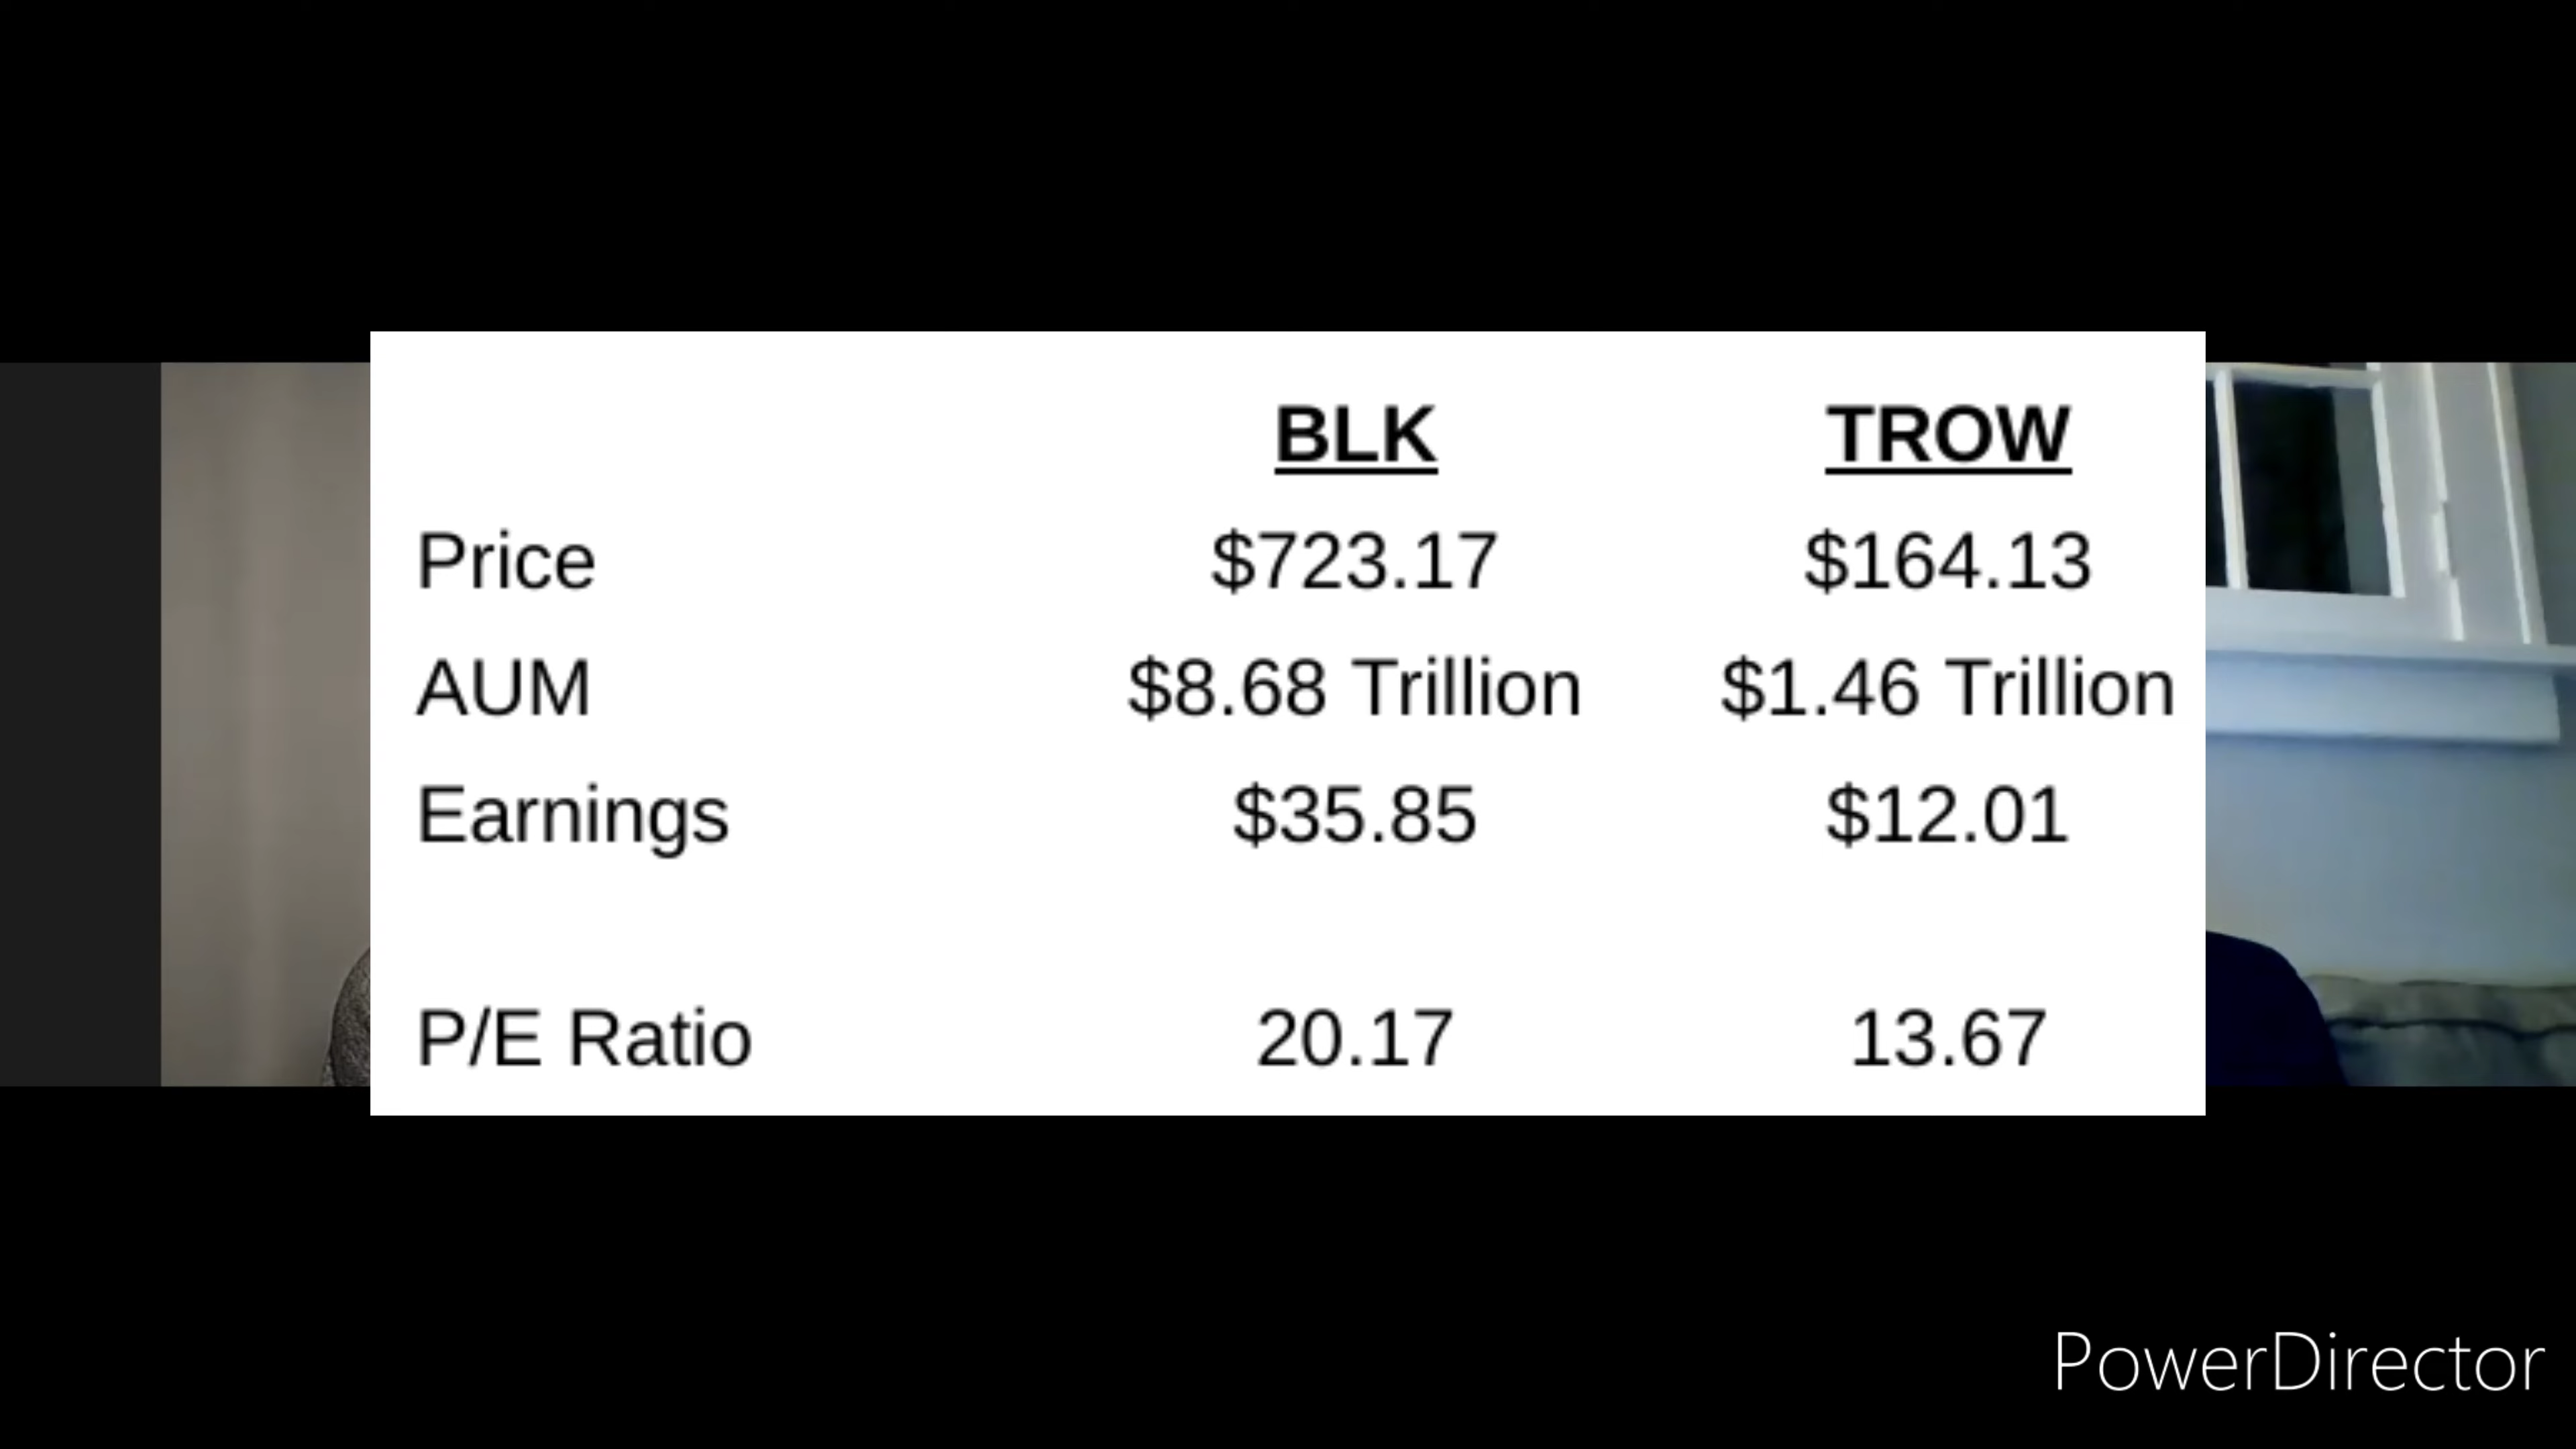 BLK TROW
Price $723.17 $164.13
AUM $8.68 Trillion $1.46 Trillion
Earnings $35.85 $12.01
P/E Ratio 20.17 13.67
PowerDirector